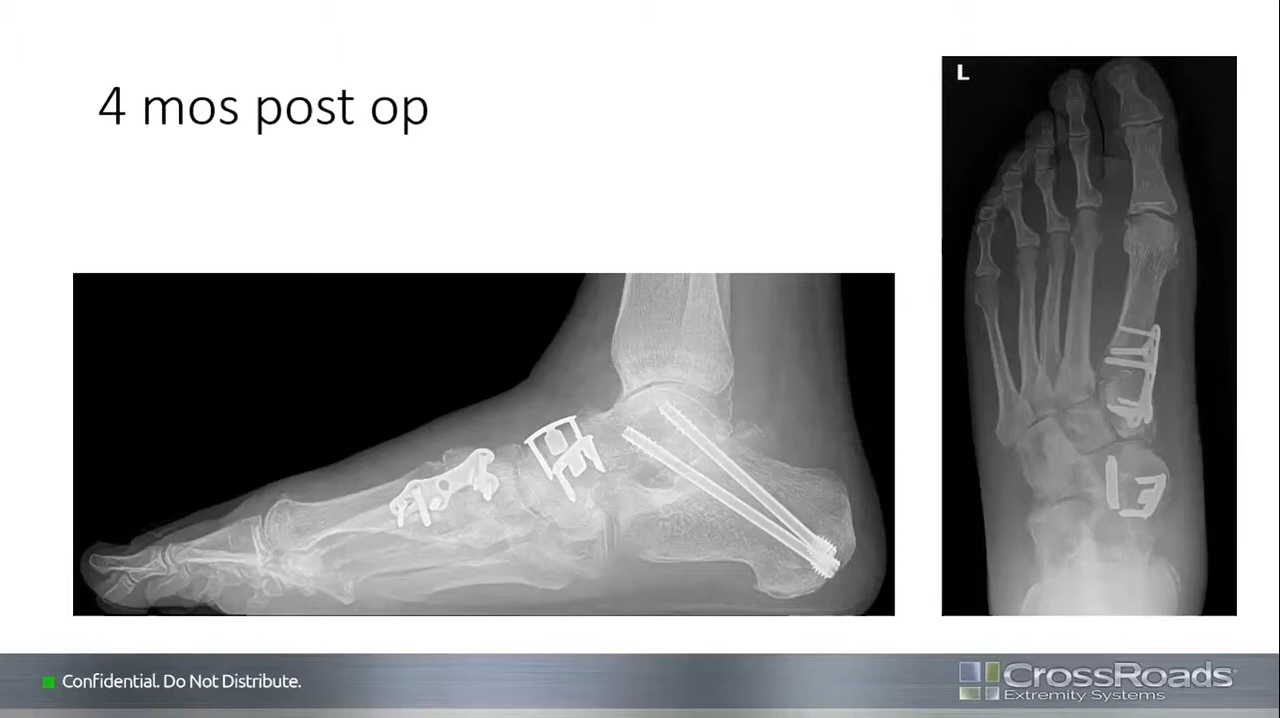 4 mos post op
L
Confidential. Do Not Distribute.
CrossRoads
Extremity Systems